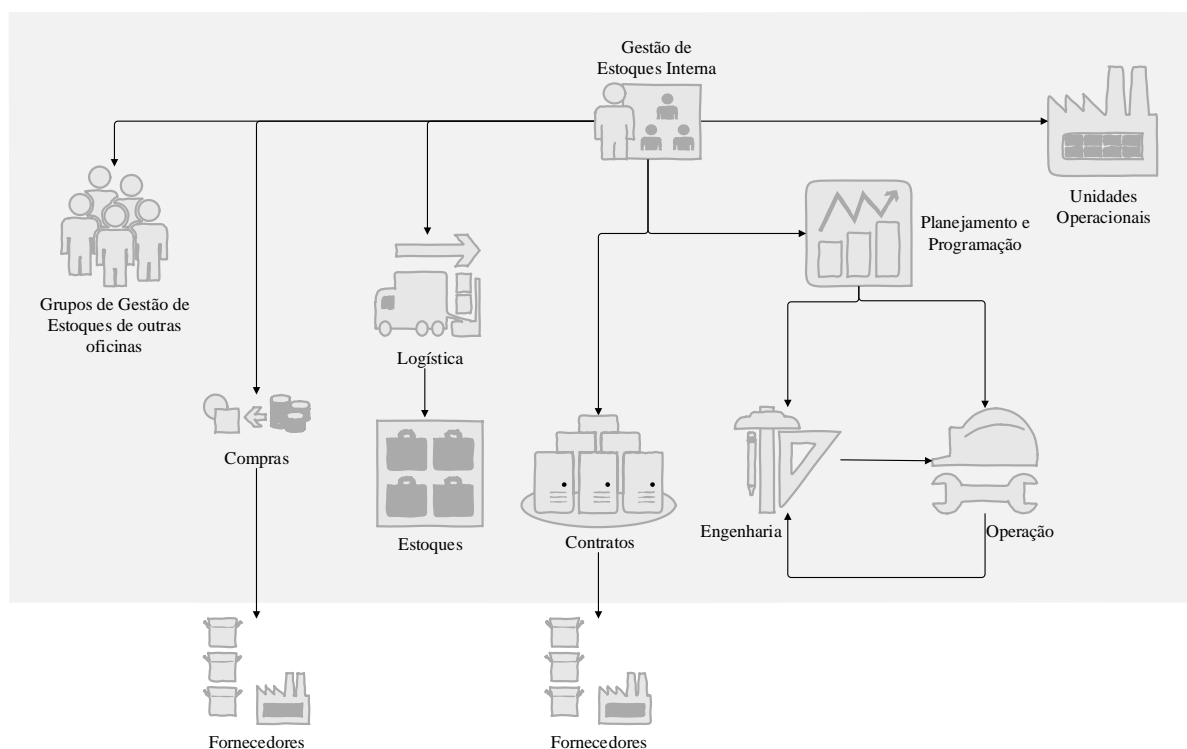 Gestão de
Estoques Interna
Unidades
Operacionais
Planejamento e
Programação
Grupos de Gestão de
Estoques de outras
oficinas
Logística
Compras
Estoques
Contratos
Engenharia
Operação
Fornecedores
Fornecedores